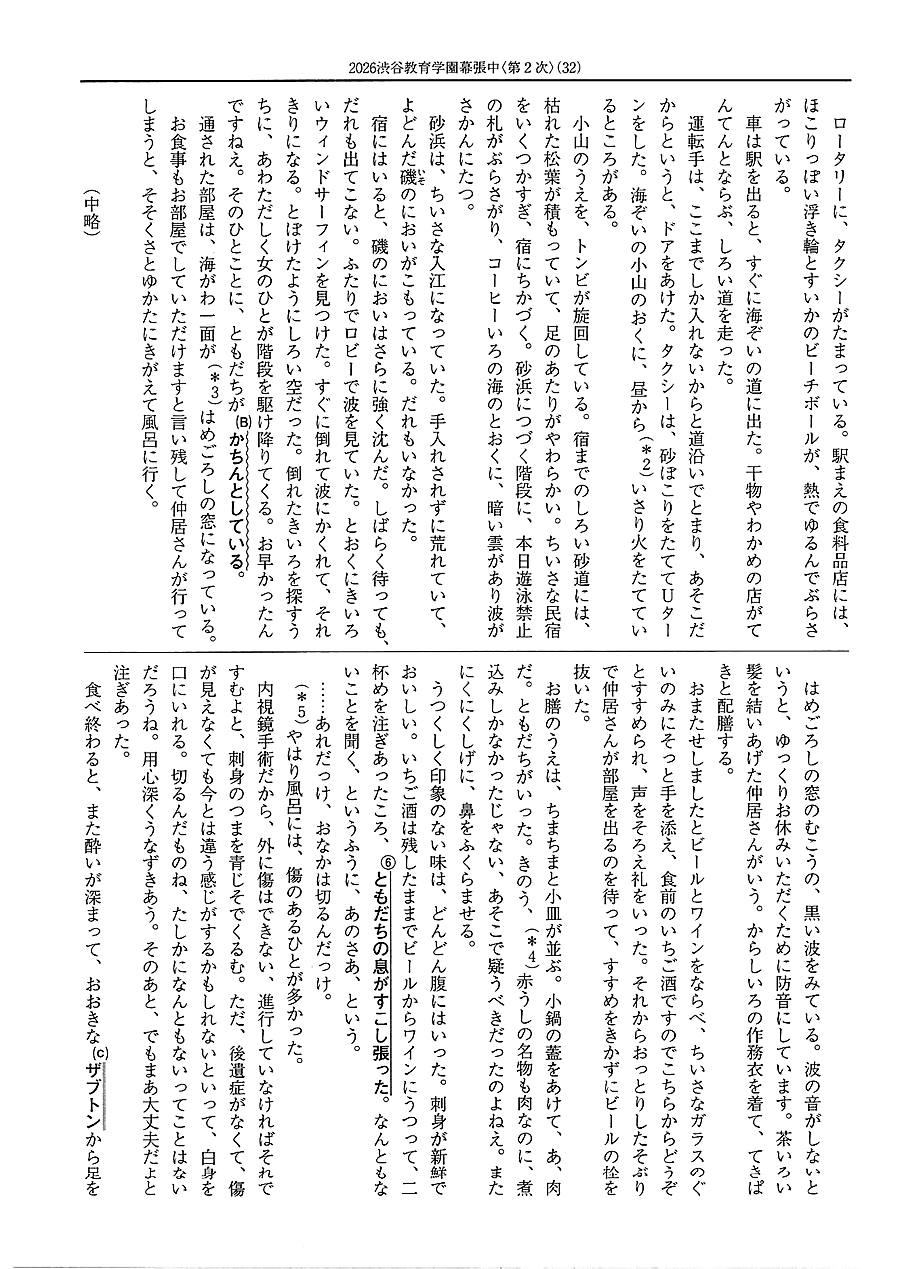 2026渋谷教育学園幕張中〈第2次〉(32)
ロータリーに、タクシーがたまっている。駅まえの食料品店には、
ほこりっぽい浮き輪とすいかのビーチボールが、熱でゆるんでぶらさ
がっている。
車は駅を出ると、すぐに海ぞいの道に出た。干物やわかめの店がて
んてんとならぶ、しろい道を走った。
運転手は、ここまでしか入れないからと道沿いでとまり、あそこだ
からというと、ドアをあけた。タクシーは、砂ぼこりをたててUター
ンをした。海ぞいの小山のおくに、昼から(*2)いさり火をたててい
るところがある。
小山のうえを、トンビが旋回している。宿までのしろい砂道には、
枯れた松葉が積もっていて、足のあたりがやわらかい。ちいさな民宿
をいくつかすぎ、宿にちかづく。砂浜につづく階段に、本日遊泳禁止
の札がぶらさがり、コーヒーいろの海のとおくに、暗い雲があり波が
さかんにたつ。
砂浜は、ちいさな入江になっていた。手入れされずに荒れていて、
よどんだ磯のにおいがこもっている。だれもいなかった。
いそ
宿にはいると、磯のにおいはさらに強く沈んだ。しばらく待っても、
だれも出てこない。ふたりでロビーで波を見ていた。とおくにきいろ
いウィンドサーフィンを見つけた。すぐに倒れて波にかくれて、それ
きりになる。とぼけたようにしろい空だった。倒れたきいろを探すう
ちに、あわただしく女のひとが階段を駆け降りてくる。お早かったん
ですねえ。そのひとことに、ともだちが(B)かちんとしている。
通された部屋は、海がわ一面が(*3)はめごろしの窓になっている。
お食事もお部屋でしていただけますと言い残して仲居さんが行って
しまうと、そそくさとゆかたにきがえて風呂に行く。
(中略)
はめごろしの窓のむこうの、黒い波をみている。波の音がしないと
いうと、ゆっくりお休みいただくために防音にしています。茶いろい
髪を結いあげた仲居さんがいう。からしいろの作務衣を着て、てきぱ
きと配膳する。
おまたせしましたとビールとワインをならべ、ちいさなガラスのぐ
いのみにそっと手を添え、食前のいちご酒ですのでこちらからどうぞ
とすすめられ、声をそろえ礼をいった。それからおっとりしたそぶり
で仲居さんが部屋を出るのを待って、すすめをきかずにビールの栓を
抜いた。
お膳のうえは、ちまちまと小皿が並ぶ。小鍋の蓋をあけて、あ、肉
だ。ともだちがいった。きのう、(*4)赤うしの名物も肉なのに、煮
込みしかなかったじゃない、あそこで疑うべきだったのよねえ。また
にくにくしげに、鼻をふくらませる。
うつくしく印象のない味は、どんどん腹にはいった。刺身が新鮮で
おいしい。いちご酒は残したままでビールからワインにうつって、二
杯めを注ぎあったころ、⑥ともだちの息がすこし張った。なんともな
いことを聞く、というふうに、あのさあ、という。
……あれだっけ、おなかは切るんだっけ。
(*5)やはり風呂には、傷のあるひとが多かった。
内視鏡手術だから、外に傷はできない、進行していなければそれで
すむよと、刺身のつまを青じそでくるむ。ただ、後遺症がなくて、傷
が見えなくても今とは違う感じがするかもしれないといって、白身を
口にいれる。切るんだものね、たしかになんともないってことはない
だろうね。用心深くうなずきあう。そのあと、でもまあ大丈夫だよと
注ぎあった。
食べ終わると、また酔いが深まって、おおきな(c)ザブトンから足を